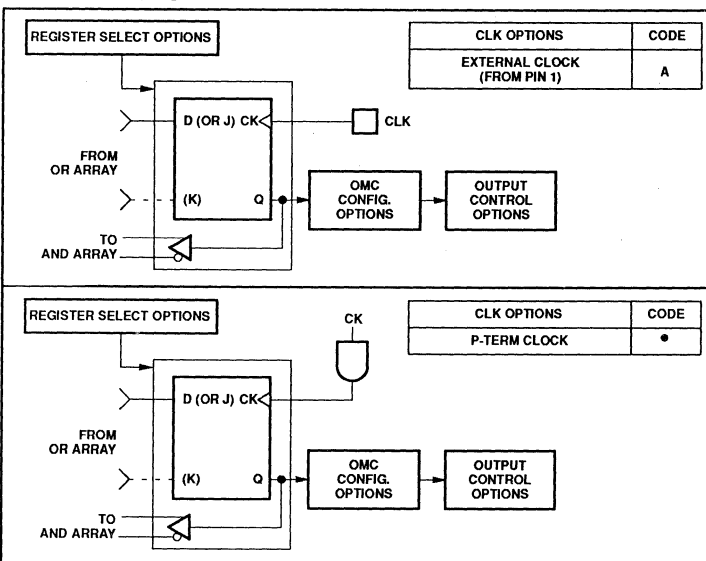 REGISTER SELECT OPTIONS
CLK OPTIONS CODE
EXTERNAL CLOCK
(FROM PIN 1)
A
D (OR J) CK
CLK
FROM
OR ARRAY
(K) Q
OMC
CONFIG.
OPTIONS
OUTPUT
CONTROL
OPTIONS
TO
AND ARRAY
REGISTER SELECT OPTIONS
CK
CLK OPTIONS CODE
P-TERM CLOCK ●
D (OR J) CK
FROM
OR ARRAY
(K) Q
OMC
CONFIG.
OPTIONS
OUTPUT
CONTROL
OPTIONS
TO
AND ARRAY